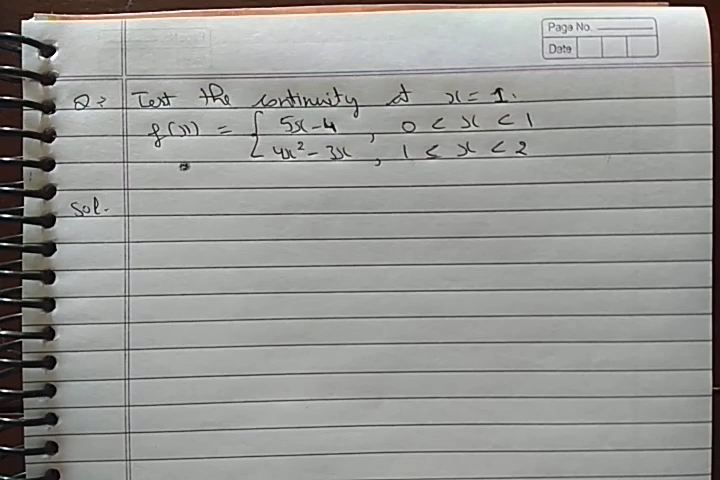 Page No.
Date
Q: Test the continuity at x = 1.
f(x) = { 5x-4, 0 < x < 1
4x² - 3x, 1 < x < 2
Sol.